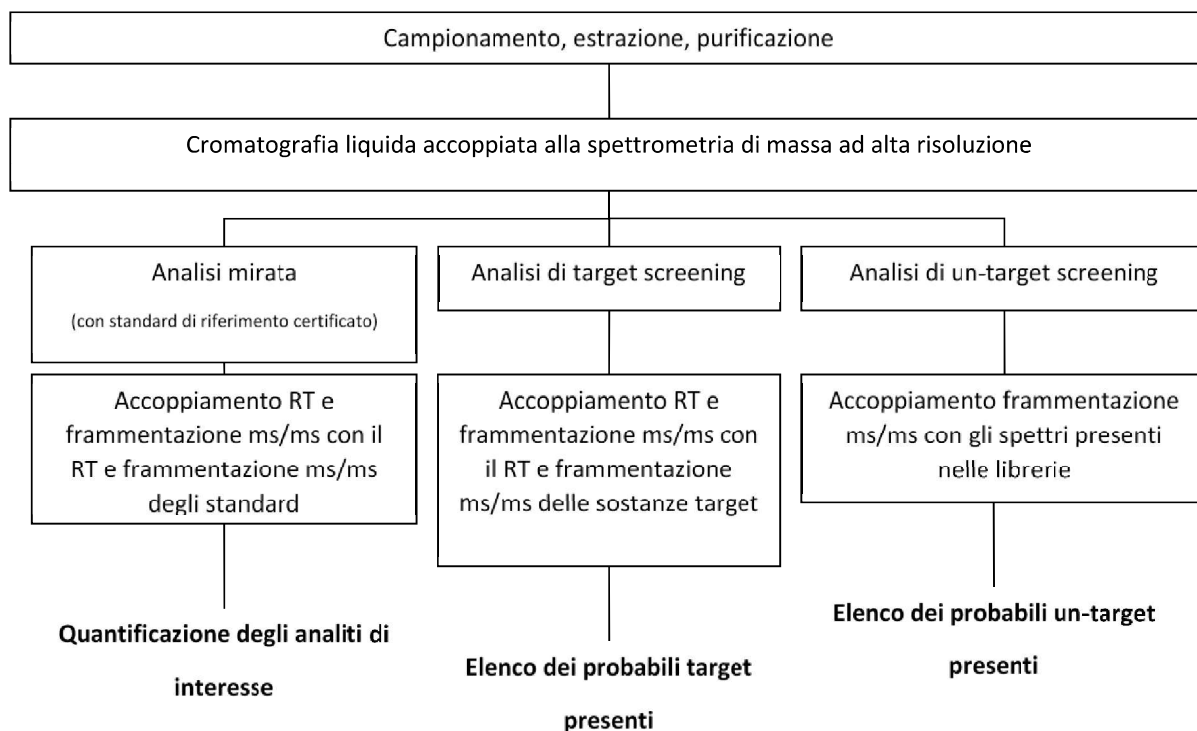 Campionamento, estrazione, purificazione
Cromatografia liquida accoppiata alla spettrometria di massa ad alta risoluzione
Analisi mirata
(con standard di riferimento certificato)
Accoppiamento RT e
frammentazione ms/ms con il
RT e frammentazione ms/ms
degli standard
Quantificazione degli analiti di
interesse
Analisi di target screening
Accoppiamento RT e
frammentazione ms/ms con
il RT e frammentazione
ms/ms delle sostanze target
Elenco dei probabili target
presenti
Analisi di un-target screening
Accoppiamento frammentazione
ms/ms con gli spettri presenti
nelle librerie
Elenco dei probabili un-target
presenti